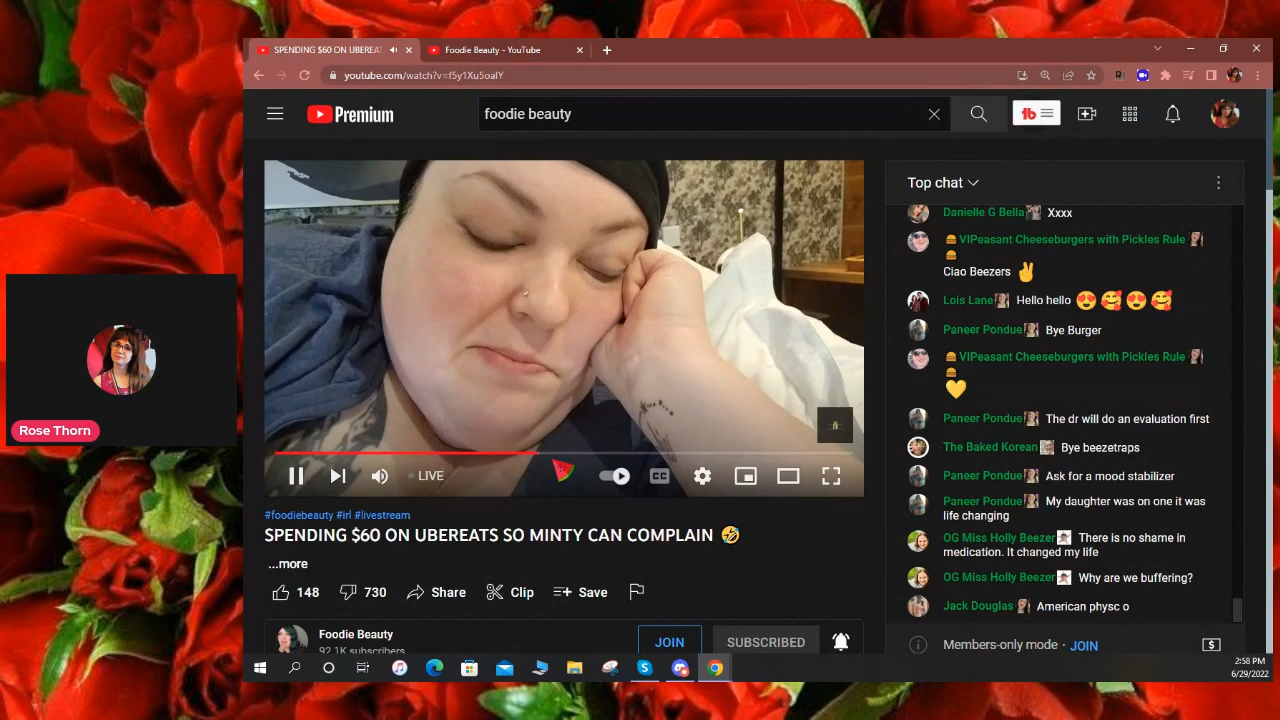 SPENDING $60 ON UBEREAT
Foodie Beauty - YouTube
youtube.com/watch?v=f5y1Xu5oaIY
Premium
foodie beauty
Top chat
Danielle G Bella Xxxx
VIPeasant Cheeseburgers with Pickles Rule
Ciao Beezers
Lois Lane Hello hello
Paneer Pondue Bye Burger
VIPeasant Cheeseburgers with Pickles Rule
Paneer Pondue The dr will do an evaluation first
The Baked Korean Bye beezetraps
Paneer Pondue Ask for a mood stabilizer
Paneer Pondue My daughter was on one it was
life changing
OG Miss Holly Beezer There is no shame in
medication. It changed my life
OG Miss Holly Beezer Why are we buffering?
Jack Douglas American physc o
Members-only mode · JOIN
Rose Thorn
LIVE
CC
#foodiebeauty #irl #livestream
SPENDING $60 ON UBEREATS SO MINTY CAN COMPLAIN
...more
148
730
Share
Clip
Save
Foodie Beauty
92.1K subscribers
JOIN
SUBSCRIBED
2:58 PM
6/29/2022